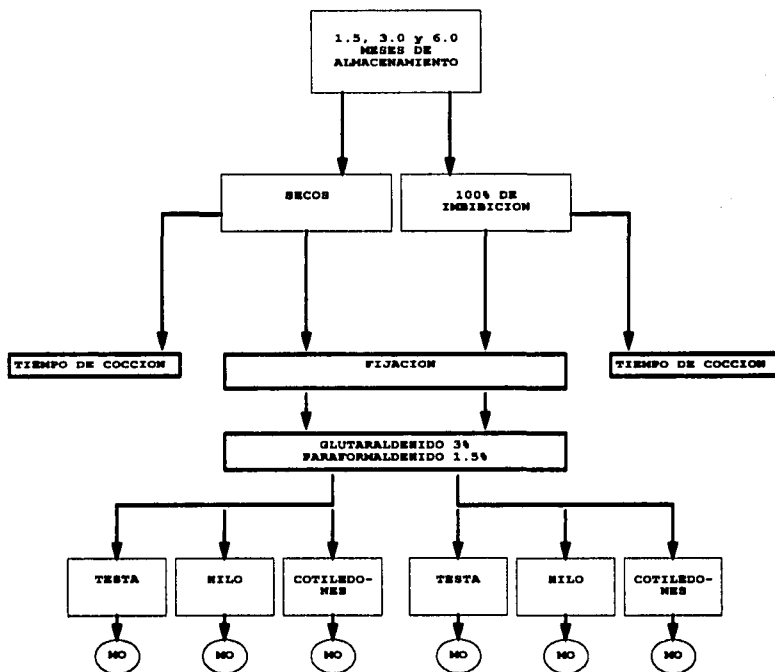 1.5, 3.0 y 6.0
MESES DE
ALMACENAMIENTO
SECOS
100% DE
IMBIBICION
TIEMPO DE COCCION
FIJACION
TIEMPO DE COCCION
GLUTARALDEHIDO 3%
PARAFORMALDEHIDO 1.5%
TESTA
HILO
COTILEDO-
NES
TESTA
HILO
COTILEDO-
NES
MO
MO
MO
MO
MO
MO